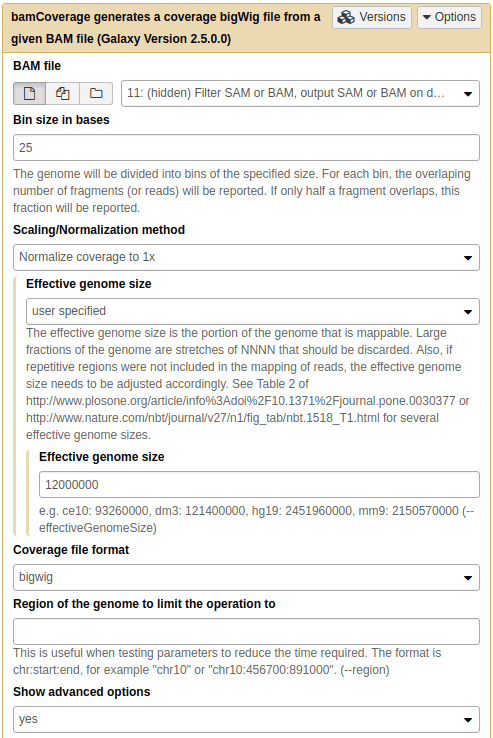 bamCoverage generates a coverage bigWig file from a Versions Options
given BAM file (Galaxy Version 2.5.0.0)
BAM file
11: (hidden) Filter SAM or BAM, output SAM or BAM on d...
Bin size in bases
25
The genome will be divided into bins of the specified size. For each bin, the overlaping
number of fragments (or reads) will be reported. If only half a fragment overlaps, this
fraction will be reported.
Scaling/Normalization method
Normalize coverage to 1x
Effective genome size
user specified
The effective genome size is the portion of the genome that is mappable. Large
fractions of the genome are stretches of NNNN that should be discarded. Also, if
repetitive regions were not included in the mapping of reads, the effective genome
size needs to be adjusted accordingly. See Table 2 of
http://www.plosone.org/article/info%3Adoi%2F10.1371%2Fjournal.pone.0030377 or
http://www.nature.com/nbt/journal/v27/n1/fig_tab/nbt.1518_T1.html for several
effective genome sizes.
Effective genome size
12000000
e.g. ce10: 93260000, dm3: 121400000, hg19: 2451960000, mm9: 2150570000 (--
effectiveGenomeSize)
Coverage file format
bigwig
Region of the genome to limit the operation to
This is useful when testing parameters to reduce the time required. The format is
chr:start:end, for example "chr10" or "chr10:456700:891000". (--region)
Show advanced options
yes